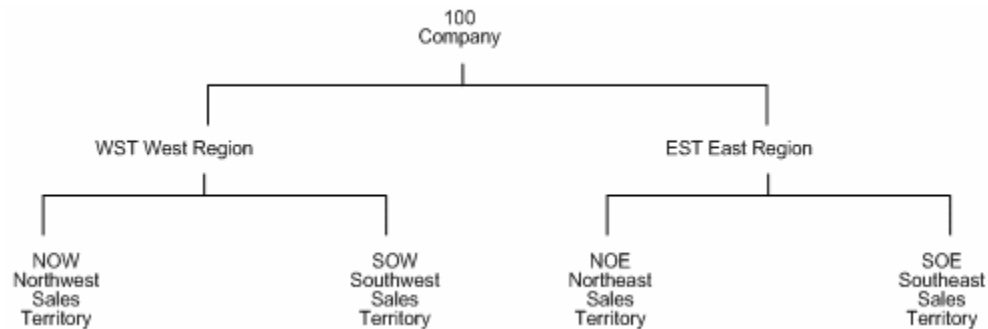 100
Company
WST West Region
EST East Region
NOW
Northwest
Sales
Territory
SOW
Southwest
Sales
Territory
NOE
Northeast
Sales
Territory
SOE
Southeast
Sales
Territory